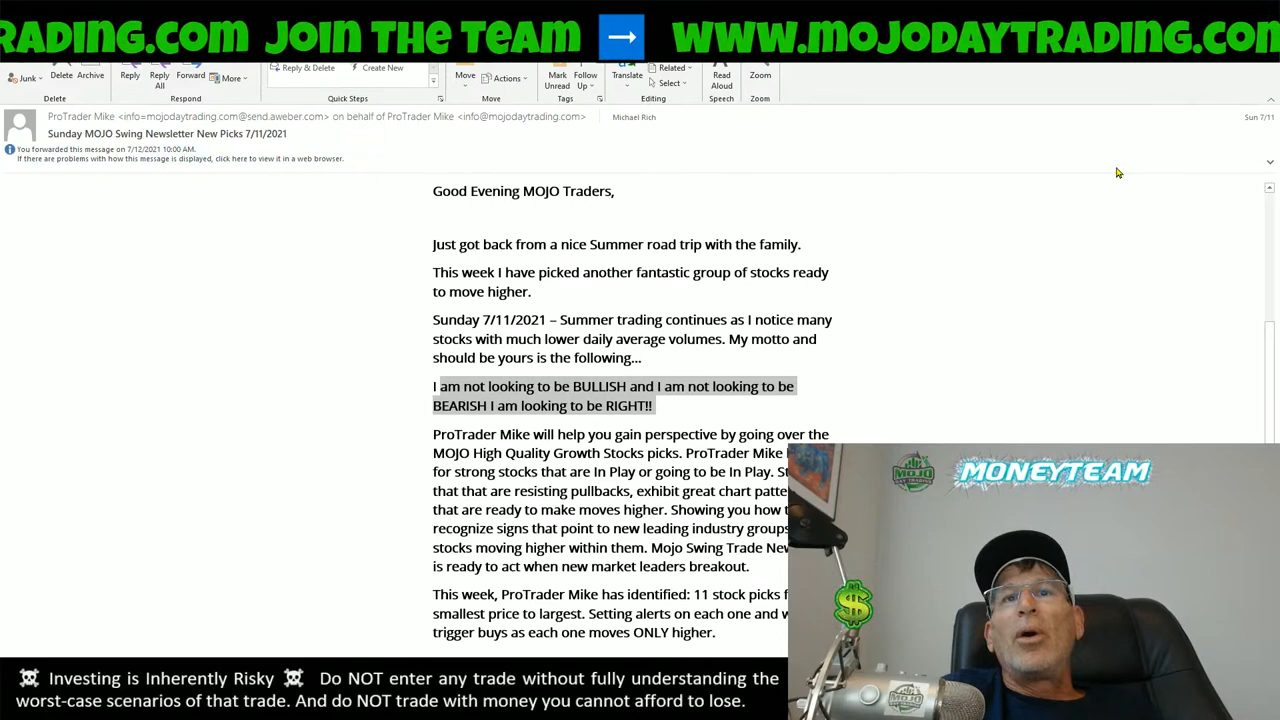 RADING.com JOIN THE TEAM ➡ WWW.MOJODAYTRADING.COM
Junk Delete Archive Reply Reply All Forward More Reply & Delete Create New Move Actions Mark Unread Follow Up Translate Related Select Read Aloud Zoom
Delete Respond Quick Steps Move Tags Editing Speech Zoom
ProTrader Mike <info=mojodaytrading.com@send.aweber.com> on behalf of ProTrader Mike <info@mojodaytrading.com> Michael Rich Sun 7/11
Sunday MOJO Swing Newsletter New Picks 7/11/2021
You forwarded this message on 7/12/2021 10:00 AM.
If there are problems with how this message is displayed, click here to view it in a web browser.
Good Evening MOJO Traders,
Just got back from a nice Summer road trip with the family.
This week I have picked another fantastic group of stocks ready
to move higher.
Sunday 7/11/2021 – Summer trading continues as I notice many
stocks with much lower daily average volumes. My motto and
should be yours is the following...
I am not looking to be BULLISH and I am not looking to be
BEARISH I am looking to be RIGHT!!
ProTrader Mike will help you gain perspective by going over the
MOJO High Quality Growth Stocks picks. ProTrader Mike
for strong stocks that are In Play or going to be In Play.
that that are resisting pullbacks, exhibit great chart
that are ready to make moves higher. Showing you how
recognize signs that point to new leading industry groups
stocks moving higher within them. Mojo Swing Trade
is ready to act when new market leaders breakout.
This week, ProTrader Mike has identified: 11 stock picks
smallest price to largest. Setting alerts on each one and
trigger buys as each one moves ONLY higher.
MOJO DAY TRADING MONEYTEAM
MOJO
☠ Investing is Inherently Risky ☠ Do NOT enter any trade without fully understanding the
worst-case scenarios of that trade. And do NOT trade with money you cannot afford to lose.